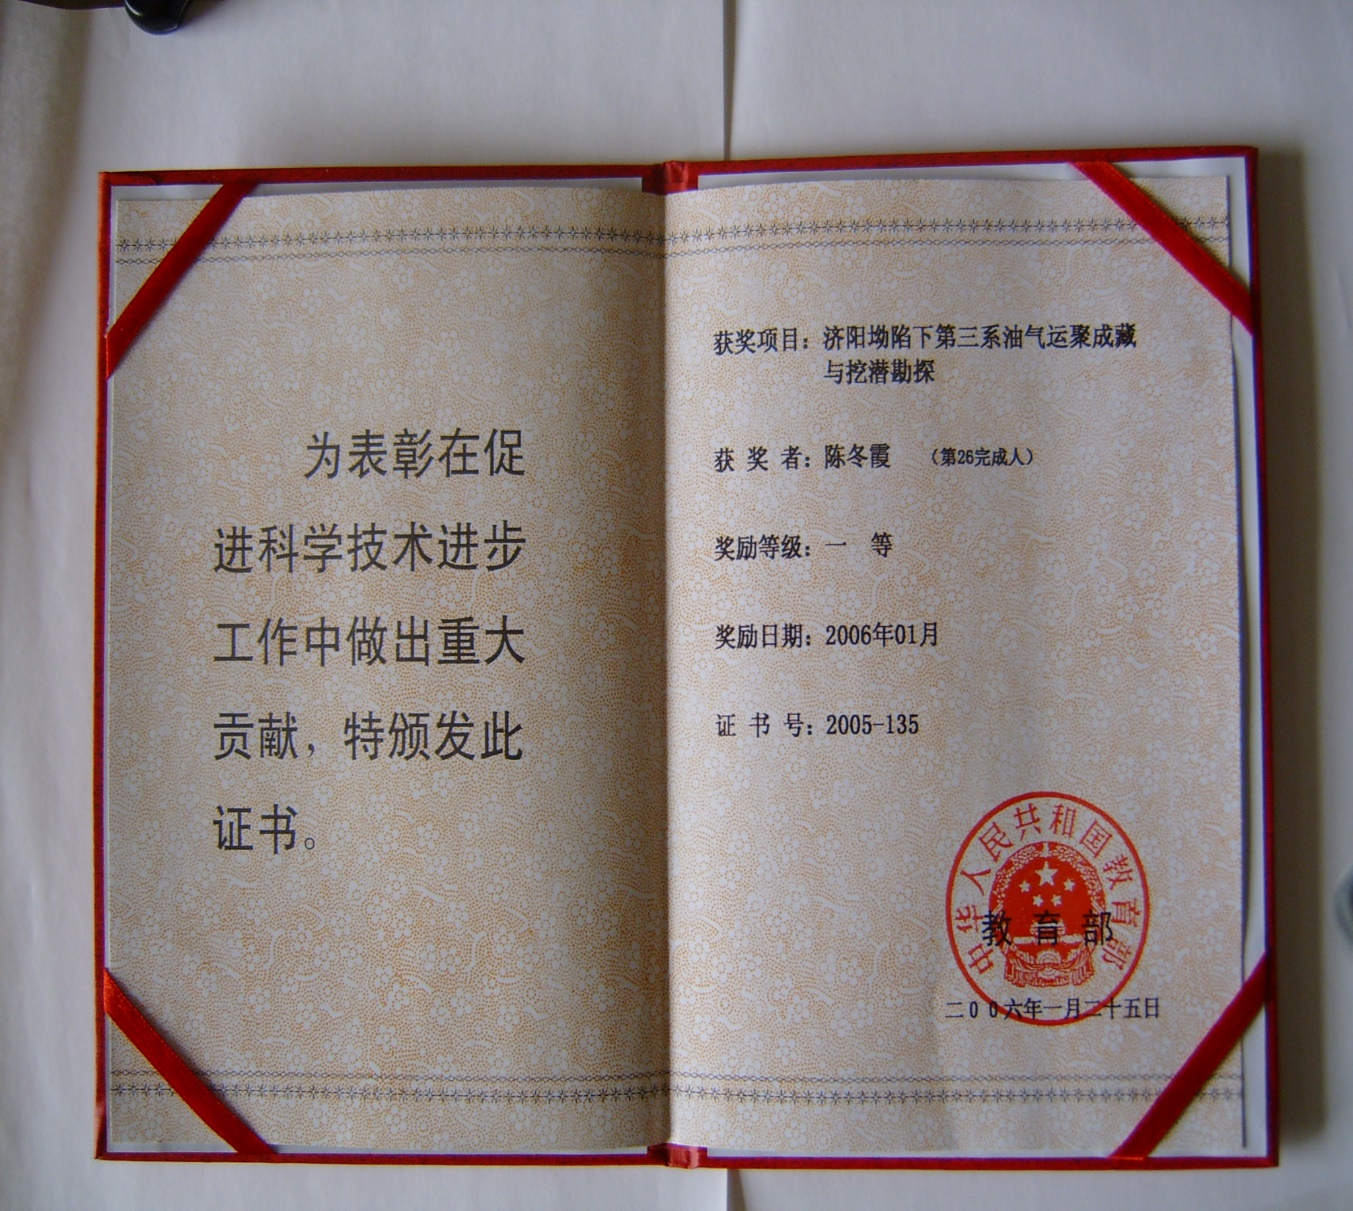 为表彰在促
进科学技术进步
工作中做出重大
贡献，特颁发此
证书。
获奖项目：济阳坳陷下第三系油气运聚成藏
与挖潜勘探
获 奖 者：陈冬霞 （第26完成人）
奖励等级：一 等
奖励日期：2006年01月
证 书 号：2005-135
中华人民共和国教育部
教 育 部
二00六年一月二十五日